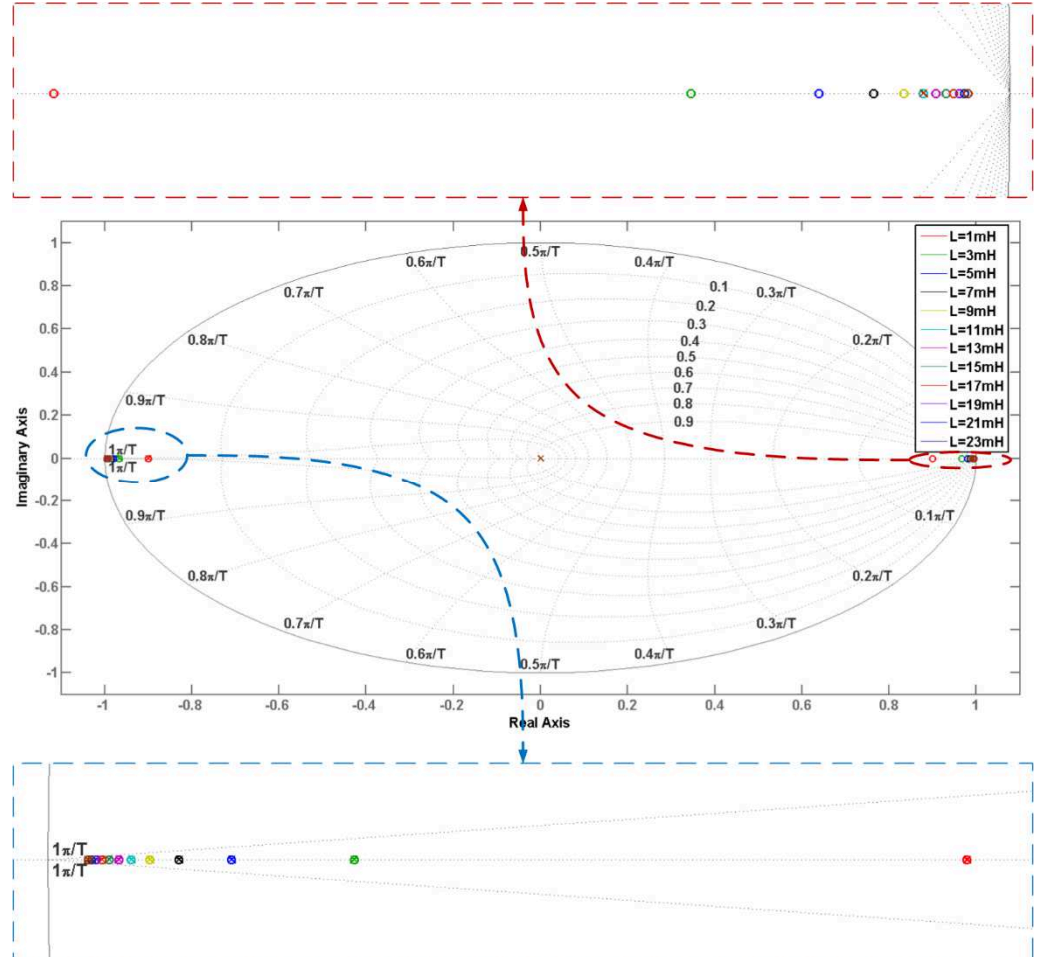 1
0.8
0.6
0.4
0.2
0
-0.2
-0.4
-0.6
-0.8
-1
Imaginary Axis
0.5π/T
0.6π/T
0.4π/T
0.7π/T
0.3π/T
0.8π/T
0.2π/T
0.9π/T
1π/T
1π/T
0.9π/T
0.1π/T
0.8π/T
0.2π/T
0.7π/T
0.3π/T
0.6π/T
0.4π/T
0.5π/T
0.1
0.2
0.3
0.4
0.5
0.6
0.7
0.8
0.9
L=1mH
L=3mH
L=5mH
L=7mH
L=9mH
L=11mH
L=13mH
L=15mH
L=17mH
L=19mH
L=21mH
L=23mH
-1 -0.8 -0.6 -0.4 -0.2 0 0.2 0.4 0.6 0.8 1
Real Axis
1π/T
1π/T